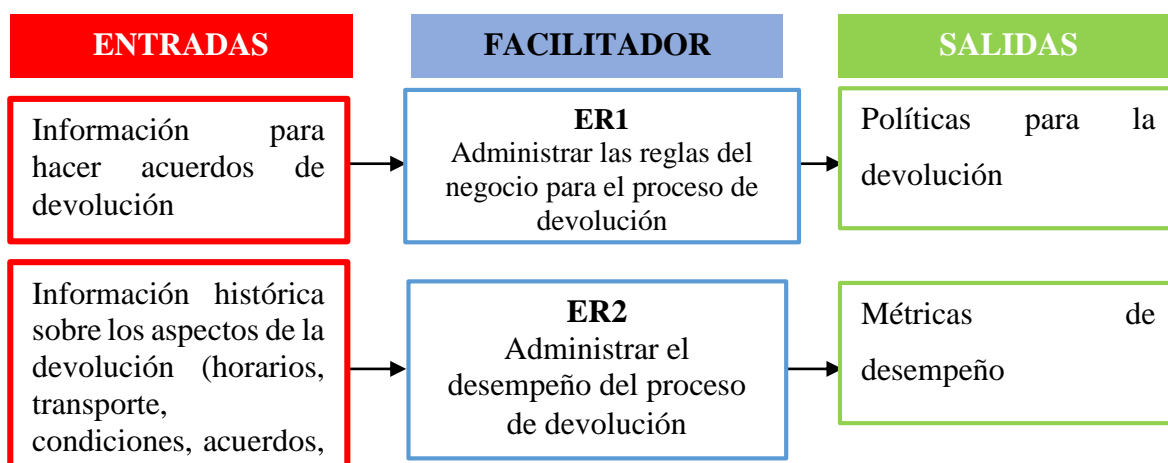 ENTRADAS
FACILITADOR
SALIDAS
Información para
hacer acuerdos de
devolución
ER1
Administrar las reglas del
negocio para el proceso de
devolución
Políticas para la
devolución
Información histórica
sobre los aspectos de la
devolución (horarios,
transporte,
condiciones, acuerdos,
ER2
Administrar el
desempeño del proceso
de devolución
Métricas de
desempeño